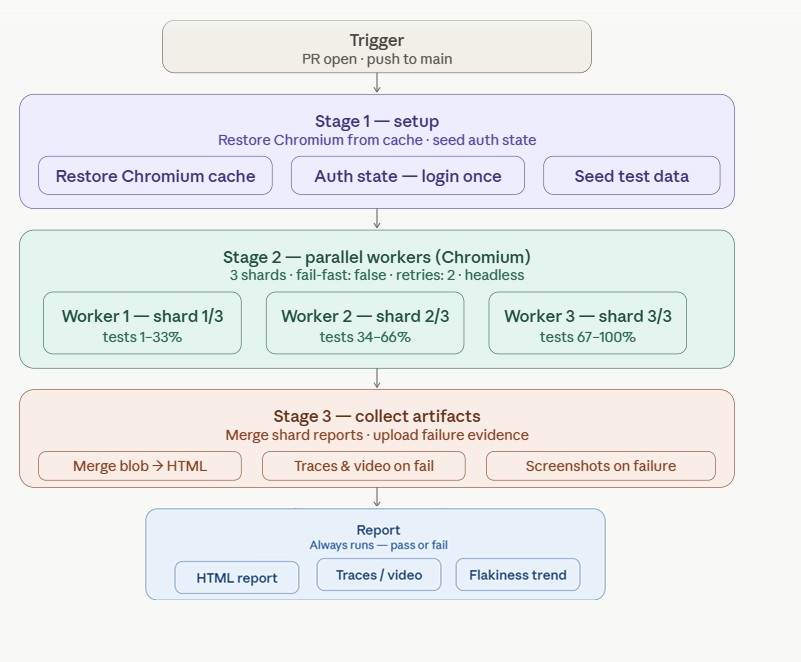 Trigger
PR open · push to main
Stage 1 — setup
Restore Chromium from cache · seed auth state
Restore Chromium cache
Auth state — login once
Seed test data
Stage 2 — parallel workers (Chromium)
3 shards · fail-fast: false · retries: 2 · headless
Worker 1 — shard 1/3
tests 1–33%
Worker 2 — shard 2/3
tests 34–66%
Worker 3 — shard 3/3
tests 67–100%
Stage 3 — collect artifacts
Merge shard reports · upload failure evidence
Merge blob → HTML
Traces & video on fail
Screenshots on failure
Report
Always runs — pass or fail
HTML report
Traces / video
Flakiness trend